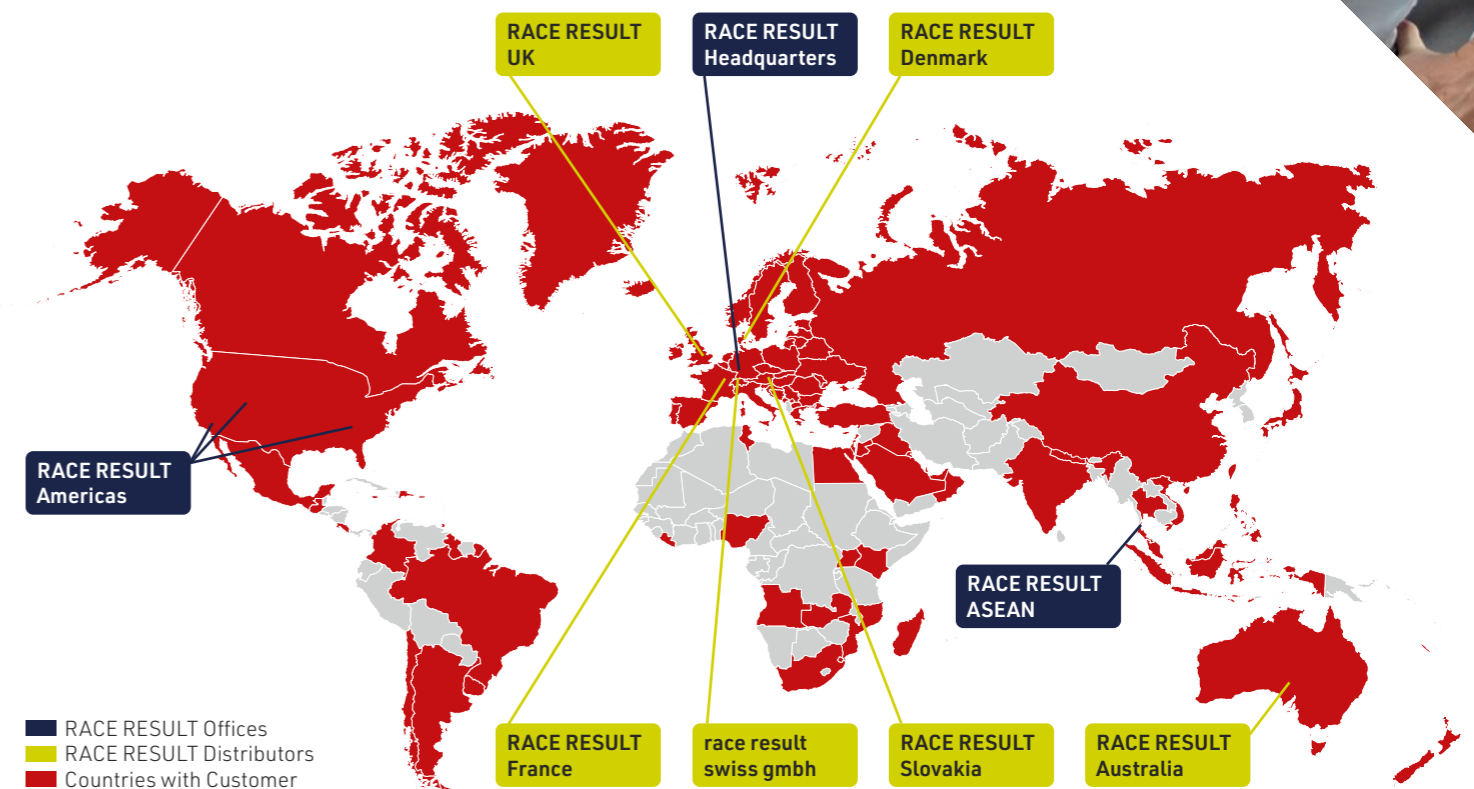 RACE RESULT
UK
RACE RESULT
Headquarters
RACE RESULT
Denmark
RACE RESULT
Americas
RACE RESULT
ASEAN
RACE RESULT
France
race result
swiss gmbh
RACE RESULT
Slovakia
RACE RESULT
Australia
RACE RESULT Offices
RACE RESULT Distributors
Countries with Customer